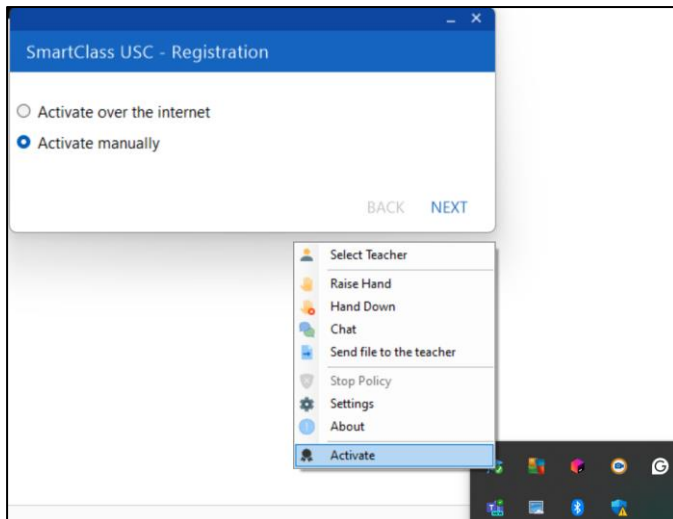 SmartClass USC - Registration
Activate over the internet
Activate manually
BACK NEXT
Select Teacher
Raise Hand
Hand Down
Chat
Send file to the teacher
Stop Policy
Settings
About
Activate